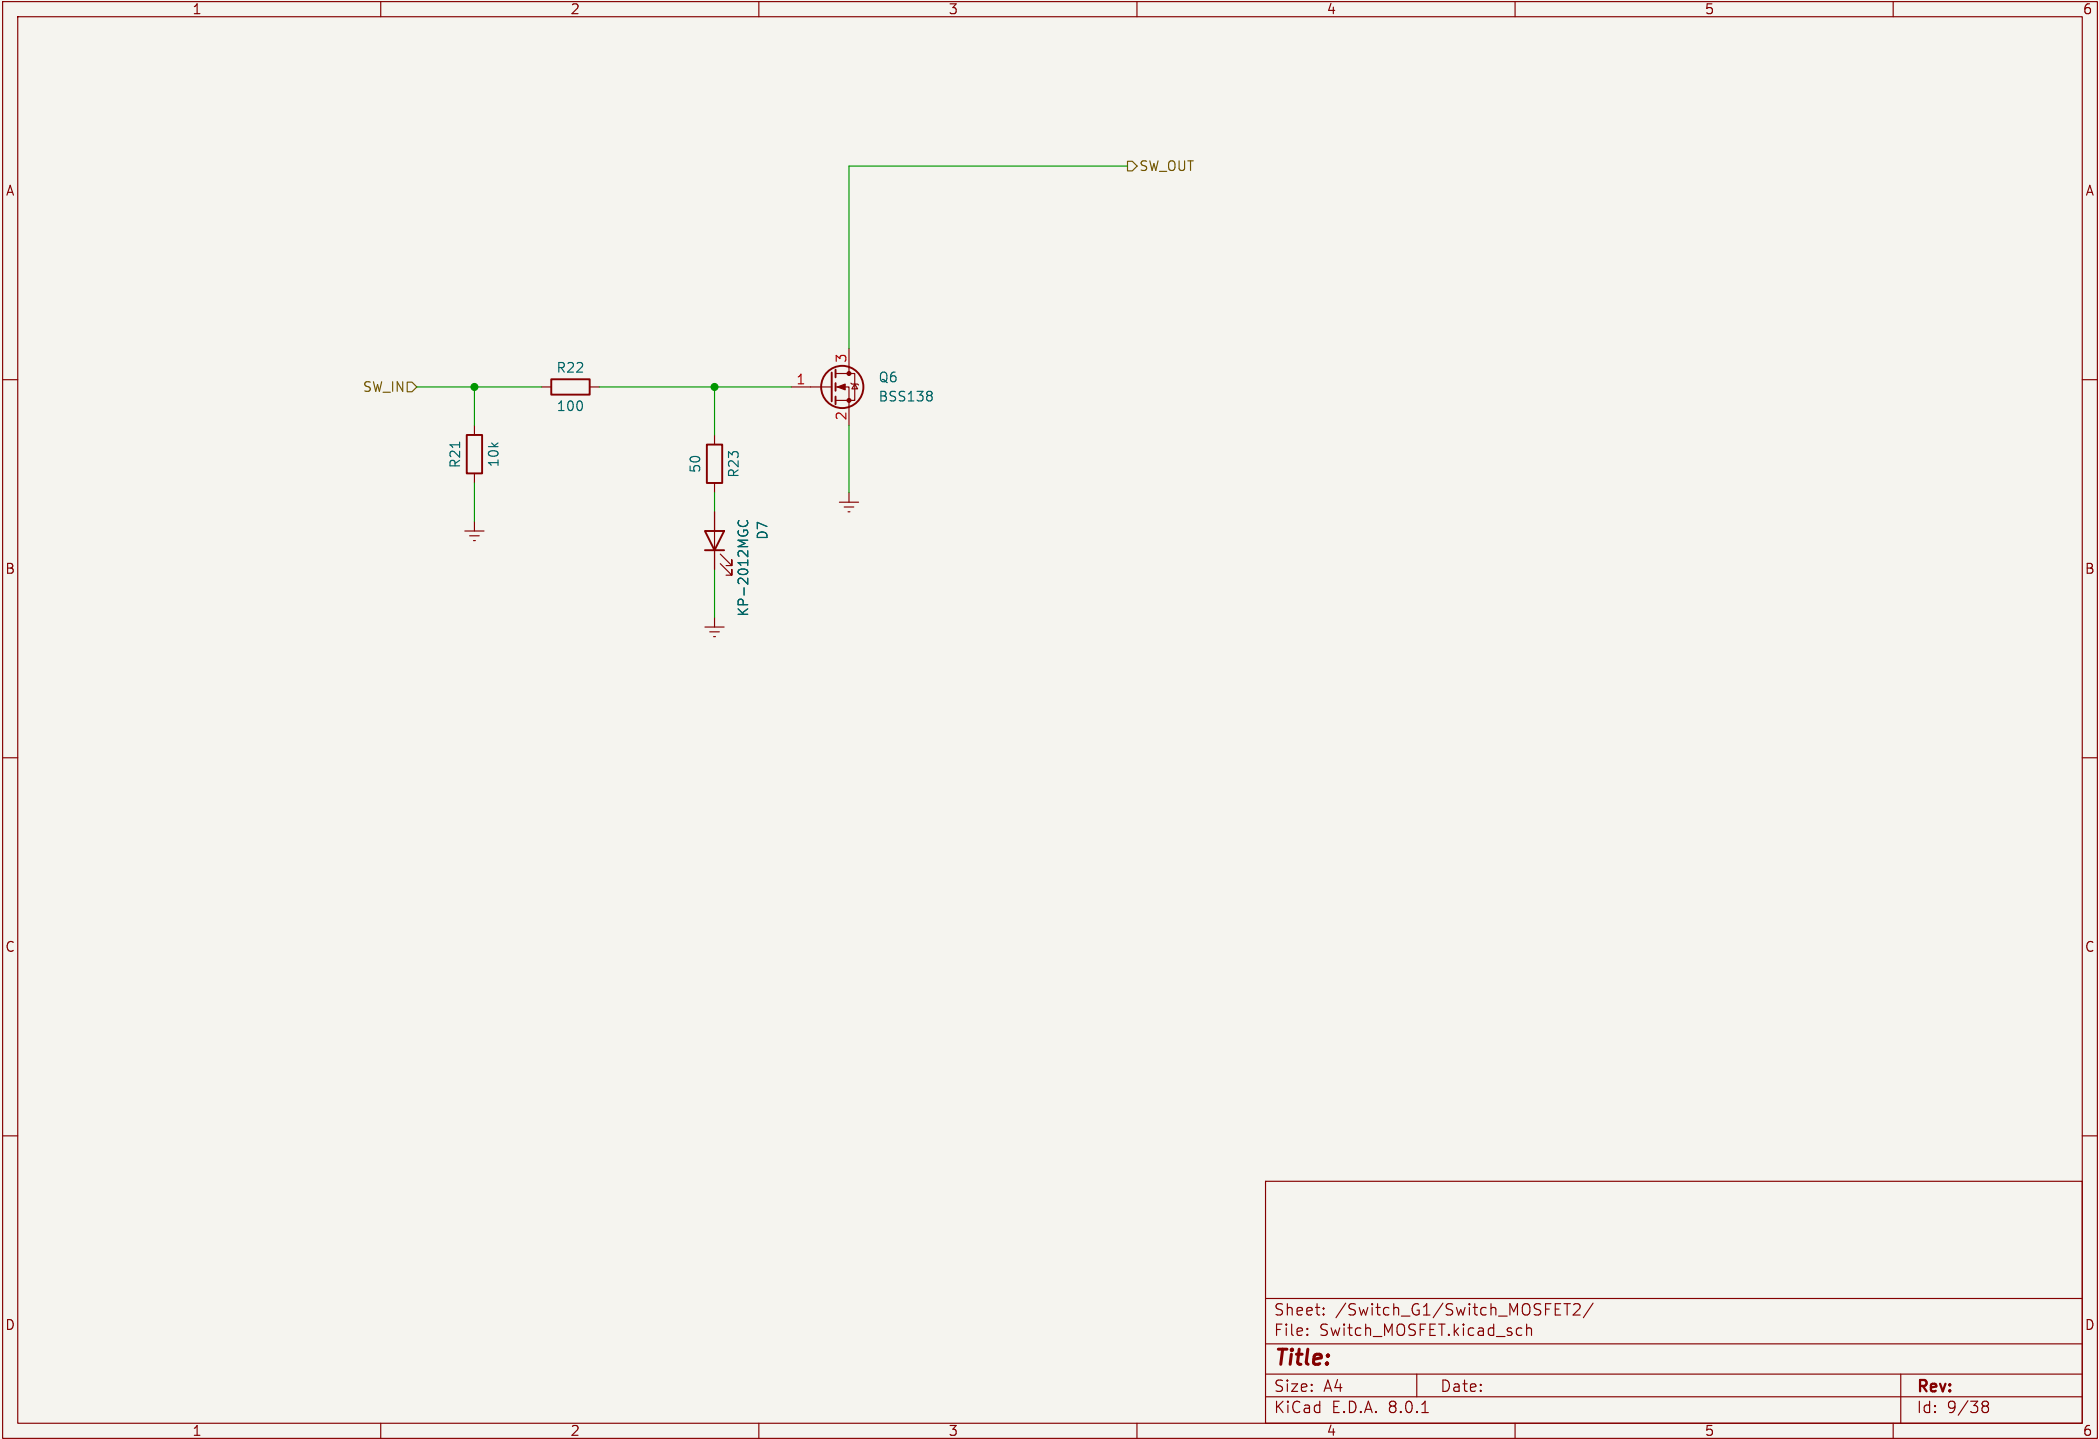 1 2 3 4 5 6
A A
SW_OUT
R22
3
Q6
SW_IN
1
BSS138
100
2
R21
10k
50
R23
D7
KP-2012MGC
B B
C C
Sheet: /Switch_G1/Switch_MOSFET2/
D D
File: Switch_MOSFET.kicad_sch
Title:
Size: A4 Date: Rev:
KiCad E.D.A. 8.0.1 Id: 9/38
1 2 3 4 5 6